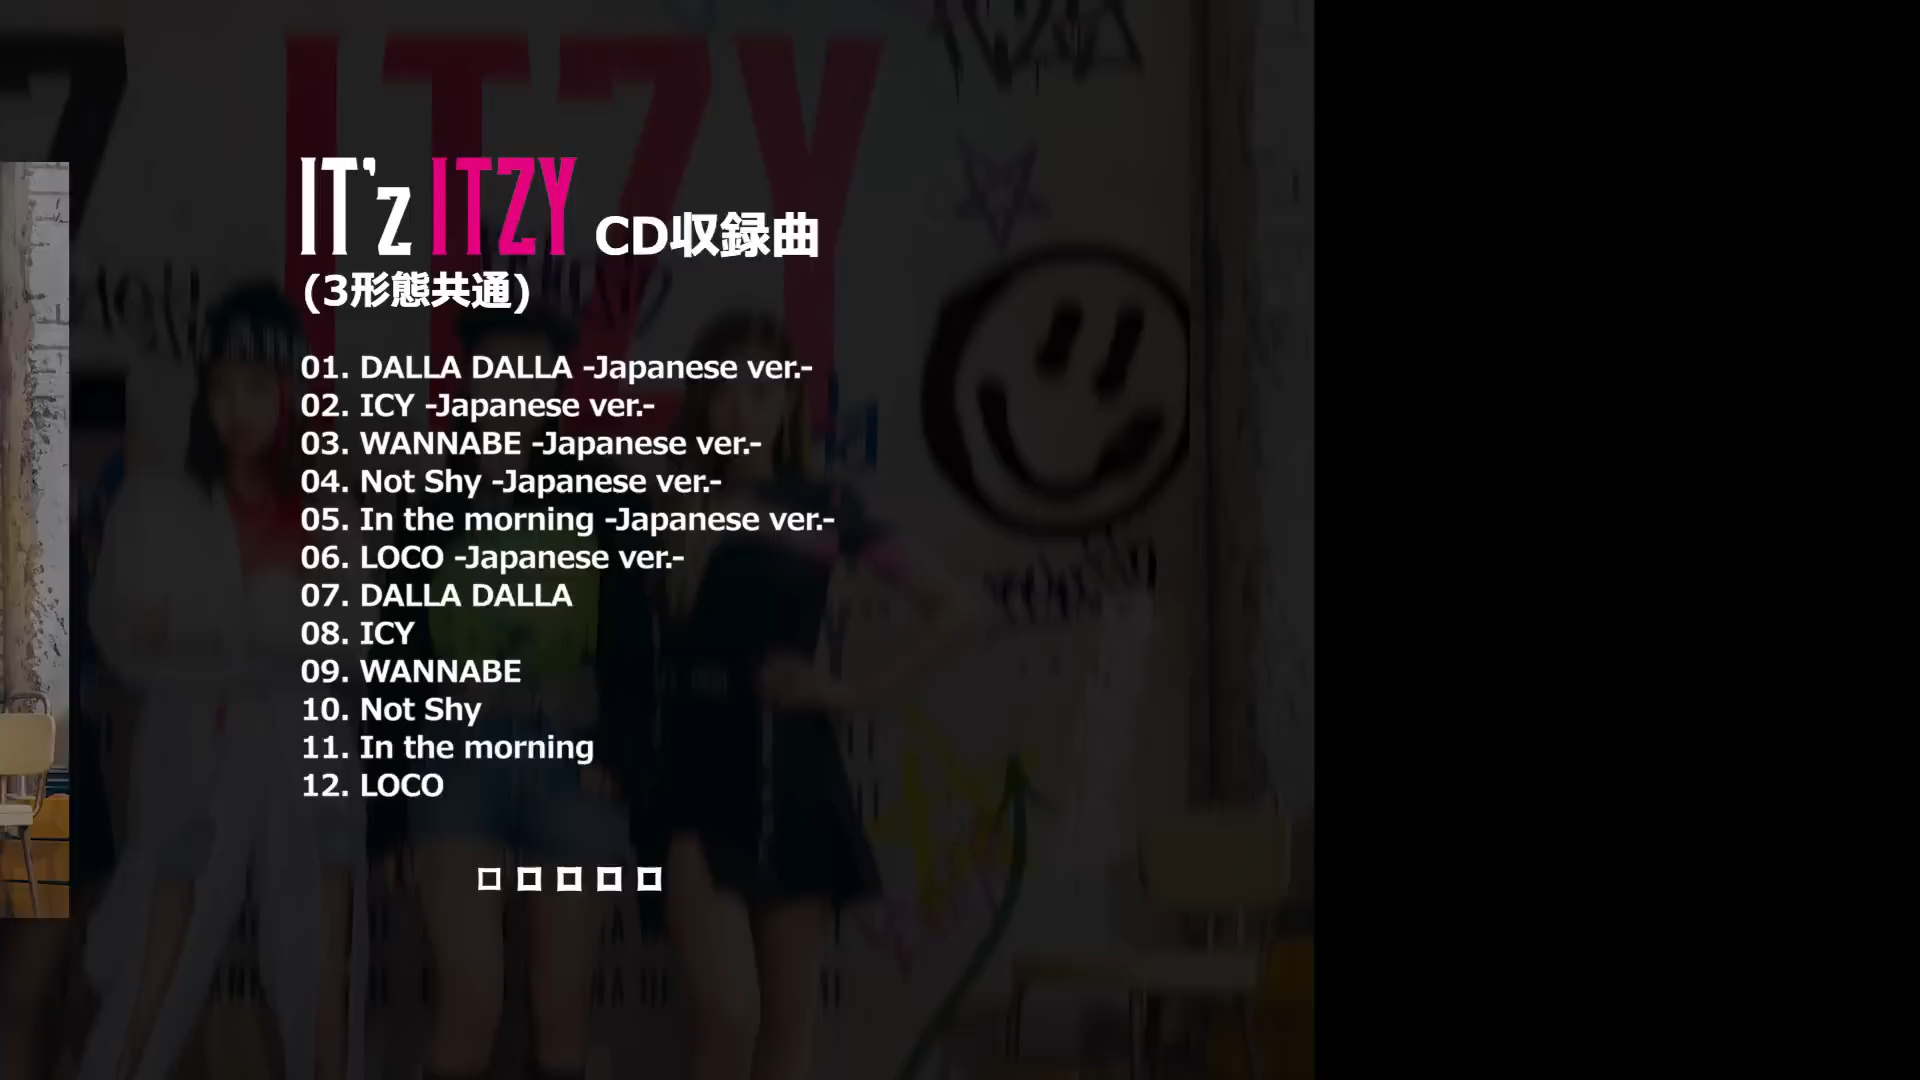 IT'z ITZY CD収録曲
(3形態共通)
01. DALLA DALLA -Japanese ver.-
02. ICY -Japanese ver.-
03. WANNABE -Japanese ver.-
04. Not Shy -Japanese ver.-
05. In the morning -Japanese ver.-
06. LOCO -Japanese ver.-
07. DALLA DALLA
08. ICY
09. WANNABE
10. Not Shy
11. In the morning
12. LOCO